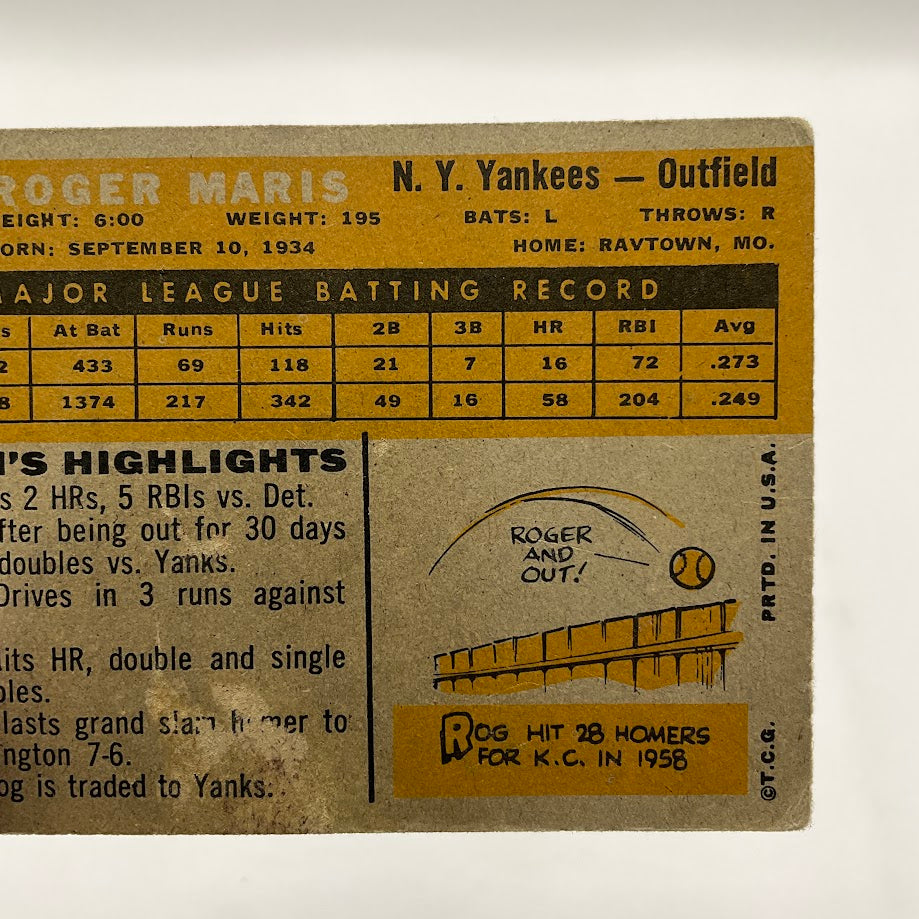 ROGER MARIS N. Y. Yankees — Outfield
EIGHT: 6:00 WEIGHT: 195 BATS: L THROWS: R
ORN: SEPTEMBER 10, 1934 HOME: RAYTOWN, MO.
MAJOR LEAGUE BATTING RECORD
s At Bat Runs Hits 2B 3B HR RBI Avg
2 433 69 118 21 7 16 72 .273
8 1374 217 342 49 16 58 204 .249
N'S HIGHLIGHTS
s 2 HRs, 5 RBIs vs. Det.
fter being out for 30 days
doubles vs. Yanks.
Drives in 3 runs against
its HR, double and single
bles.
lasts grand slam homer to
ngton 7-6.
og is traded to Yanks.
ROGER
AND
OUT!
ROG HIT 28 HOMERS
FOR K.C. IN 1958
PRTD. IN U.S.A.
©T.C.G.